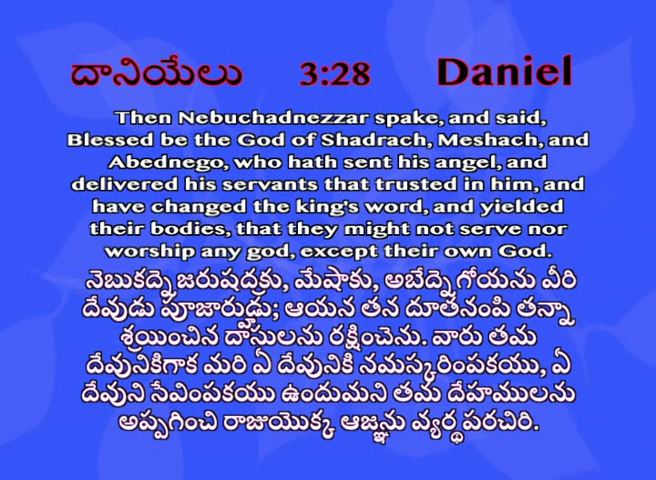 దానియేలు 3:28 Daniel
Then Nebuchadnezzar spake, and said,
Blessed be the God of Shadrach, Meshach, and
Abednego, who hath sent his angel, and
delivered his servants that trusted in him, and
have changed the king's word, and yielded
their bodies, that they might not serve nor
worship any god, except their own God.
నెబుకద్నెజరుషద్రకు, మేషాకు, అబేద్నెగోయను వీరి
దేవుడు పూజార్హుడు; ఆయన తన దూతనంపి తన్నా
శ్రయించిన దాసులను రక్షించెను. వారు తమ
దేవునికిగాక మరి ఏ దేవునికి నమస్కరింపకయు, ఏ
దేవుని సేవింపకయు ఉందుమని తమ దేహములను
అప్పగించి రాజుయొక్క ఆజ్ఞను వ్యర్థపరచిరి.